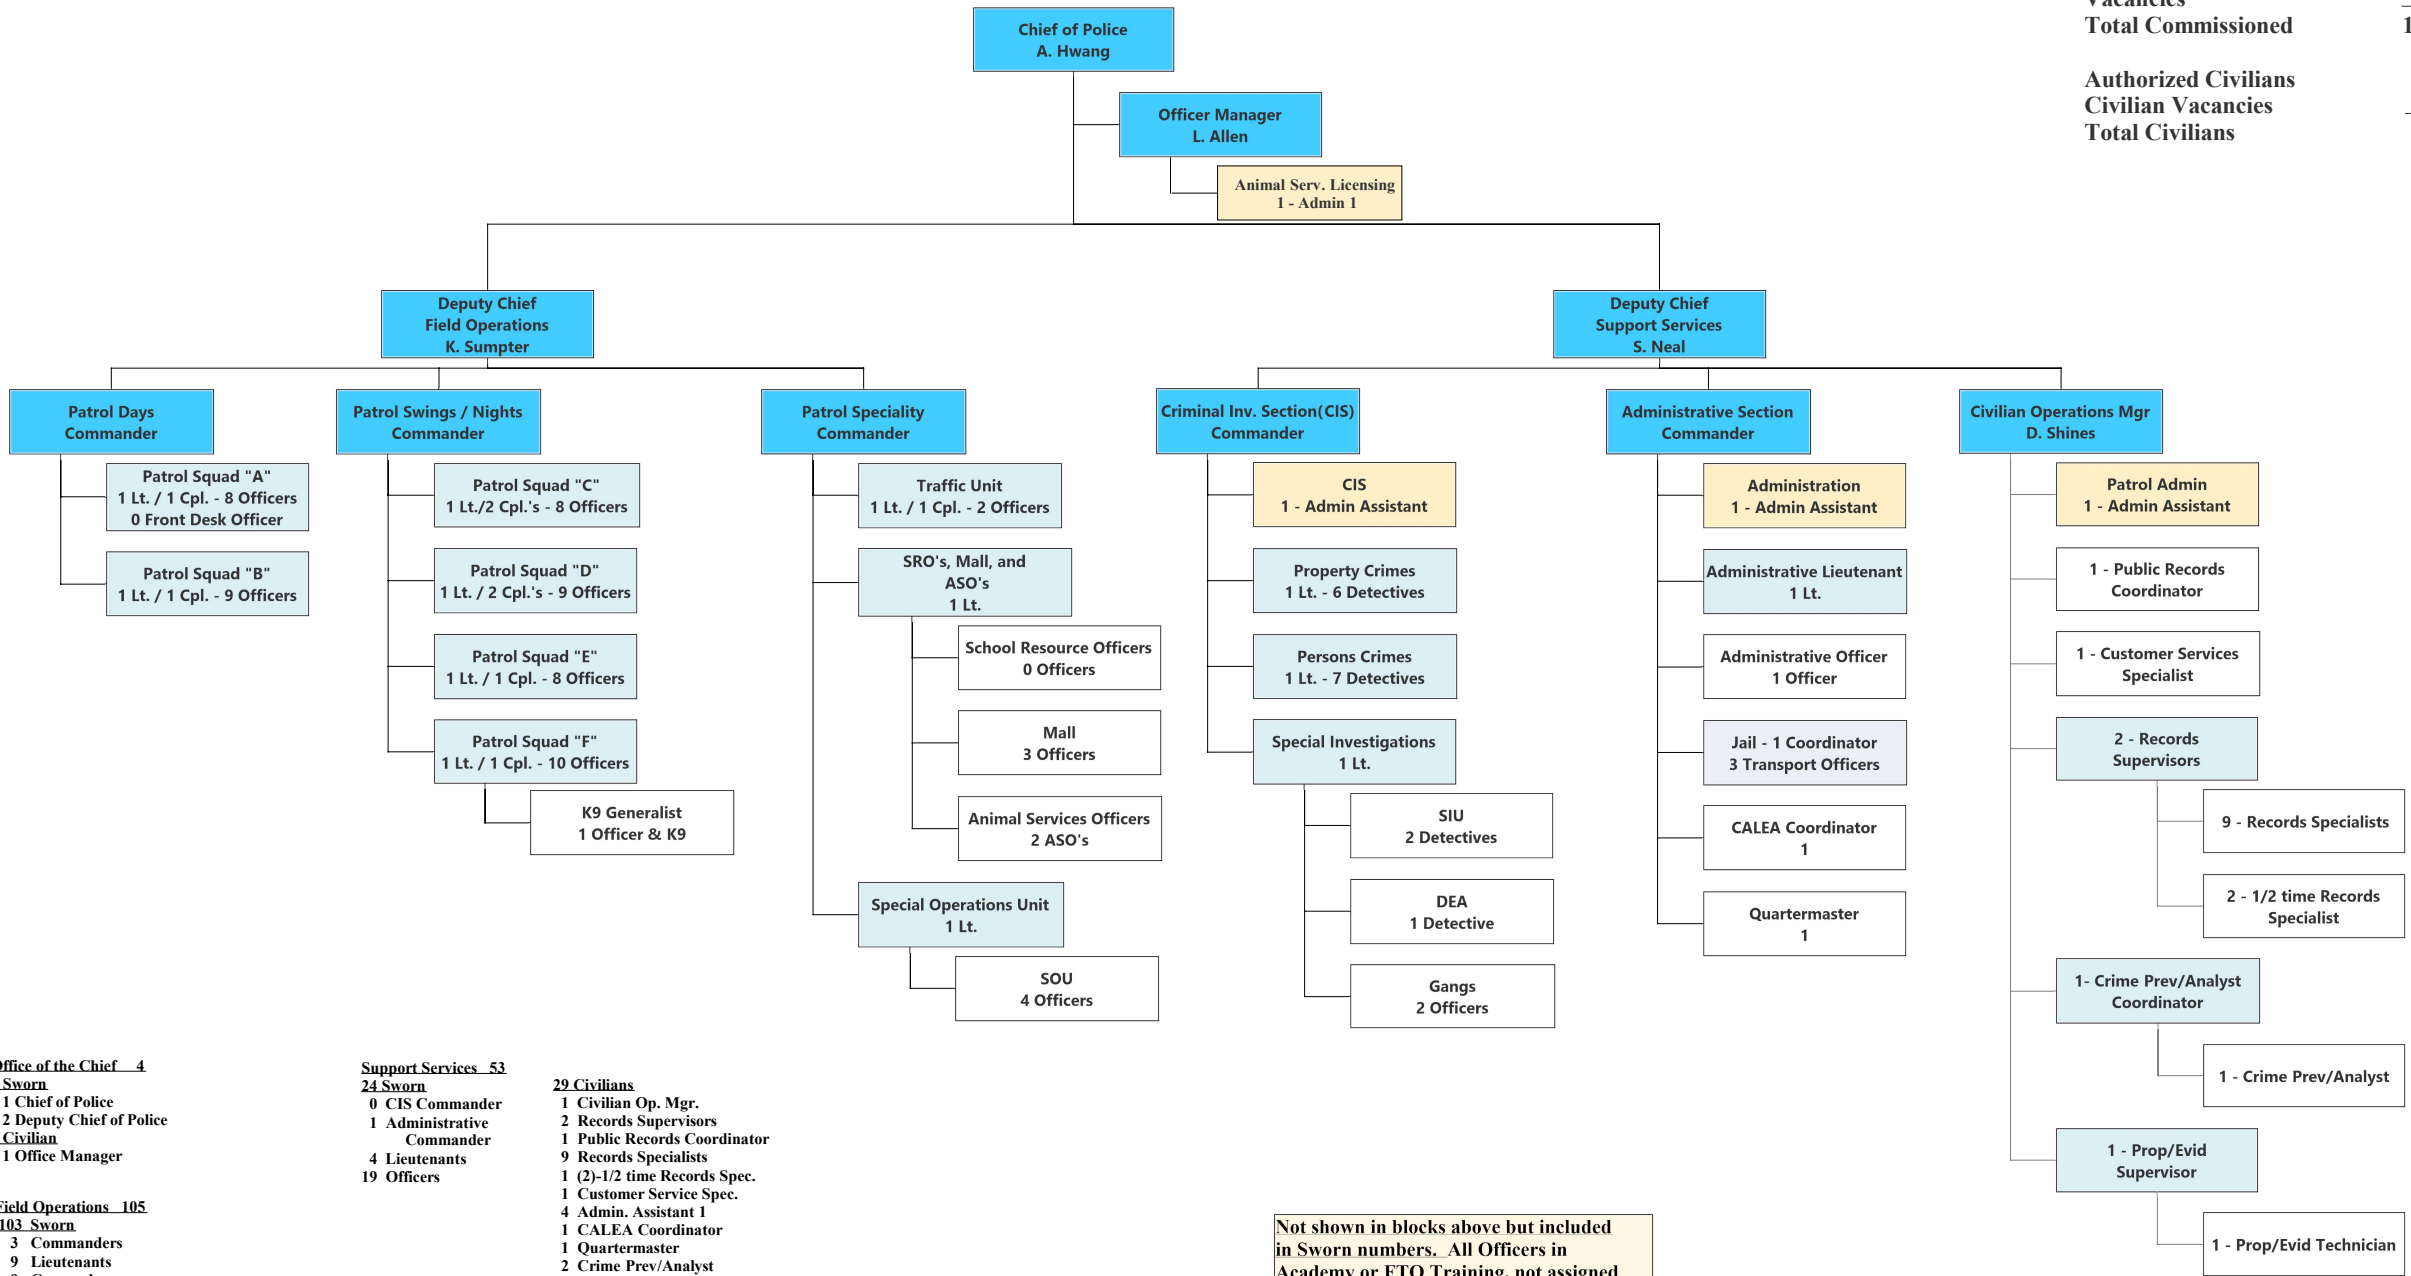 Chief of Police
A. Hwang
Total Commissioned
Authorized Civilians
Civilian Vacancies
Total Civilians
Officer Manager
L. Allen
Animal Serv. Licensing
1 - Admin 1
Deputy Chief
Field Operations
K. Sumpter
Deputy Chief
Support Services
S. Neal
Patrol Days
Commander
Patrol Squad "A"
1 Lt. / 1 Cpl. - 8 Officers
0 Front Desk Officer
Patrol Squad "B"
1 Lt. / 1 Cpl. - 9 Officers
Patrol Swings / Nights
Commander
Patrol Squad "C"
1 Lt./2 Cpl.'s - 8 Officers
Patrol Squad "D"
1 Lt. / 2 Cpl.'s - 9 Officers
Patrol Squad "E"
1 Lt. / 1 Cpl. - 8 Officers
Patrol Squad "F"
1 Lt. / 1 Cpl. - 10 Officers
K9 Generalist
1 Officer & K9
Patrol Speciality
Commander
Traffic Unit
1 Lt. / 1 Cpl. - 2 Officers
SRO's, Mall, and
ASO's
1 Lt.
School Resource Officers
0 Officers
Mall
3 Officers
Animal Services Officers
2 ASO's
Special Operations Unit
1 Lt.
SOU
4 Officers
Criminal Inv. Section(CIS)
Commander
CIS
1 - Admin Assistant
Property Crimes
1 Lt. - 6 Detectives
Persons Crimes
1 Lt. - 7 Detectives
Special Investigations
1 Lt.
SIU
2 Detectives
DEA
1 Detective
Gangs
2 Officers
Administrative Section
Commander
Administration
1 - Admin Assistant
Administrative Lieutenant
1 Lt.
Administrative Officer
1 Officer
Jail - 1 Coordinator
3 Transport Officers
CALEA Coordinator
1
Quartermaster
1
Civilian Operations Mgr
D. Shines
Patrol Admin
1 - Admin Assistant
1 - Public Records
Coordinator
1 - Customer Services
Specialist
2 - Records
Supervisors
9 - Records Specialists
2 - 1/2 time Records
Specialist
1- Crime Prev/Analyst
Coordinator
1 - Crime Prev/Analyst
1 - Prop/Evid
Supervisor
1 - Prop/Evid Technician
Office of the Chief 4
Sworn
1 Chief of Police
2 Deputy Chief of Police
Civilian
1 Office Manager
Field Operations 105
103 Sworn
3 Commanders
9 Lieutenants
Support Services 53
24 Sworn
0 CIS Commander
1 Administrative
Commander
4 Lieutenants
19 Officers
29 Civilians
1 Civilian Op. Mgr.
2 Records Supervisors
1 Public Records Coordinator
9 Records Specialists
1 (2)-1/2 time Records Spec.
1 Customer Service Spec.
4 Admin. Assistant 1
1 CALEA Coordinator
1 Quartermaster
2 Crime Prev/Analyst
Not shown in blocks above but included
in Sworn numbers. All Officers in
Academy or FTO Training, not assigned